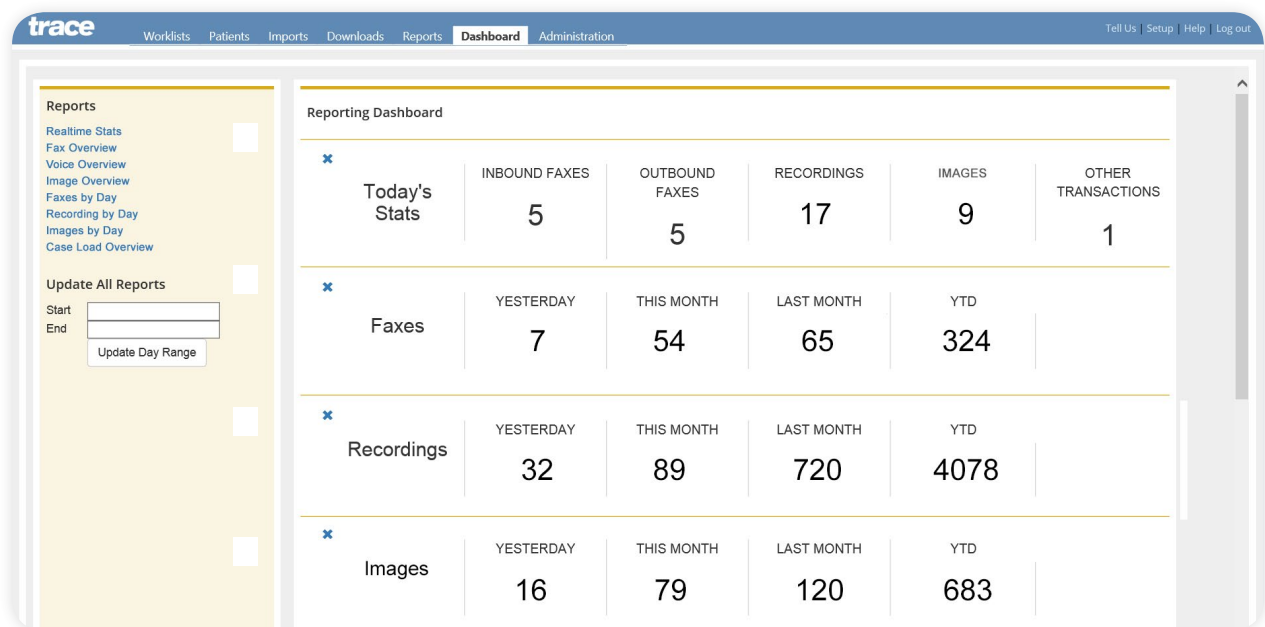 trace
Worklists Patients Imports Downloads Reports Dashboard Administration
Tell Us | Setup | Help | Log out
Reports
Realtime Stats
Fax Overview
Voice Overview
Image Overview
Faxes by Day
Recording by Day
Images by Day
Case Load Overview
Update All Reports
Start
End
Update Day Range
Reporting Dashboard
Today's
Stats
INBOUND FAXES
5
OUTBOUND
FAXES
5
RECORDINGS
17
IMAGES
9
OTHER
TRANSACTIONS
1
Faxes
YESTERDAY
7
THIS MONTH
54
LAST MONTH
65
YTD
324
Recordings
YESTERDAY
32
THIS MONTH
89
LAST MONTH
720
YTD
4078
Images
YESTERDAY
16
THIS MONTH
79
LAST MONTH
120
YTD
683